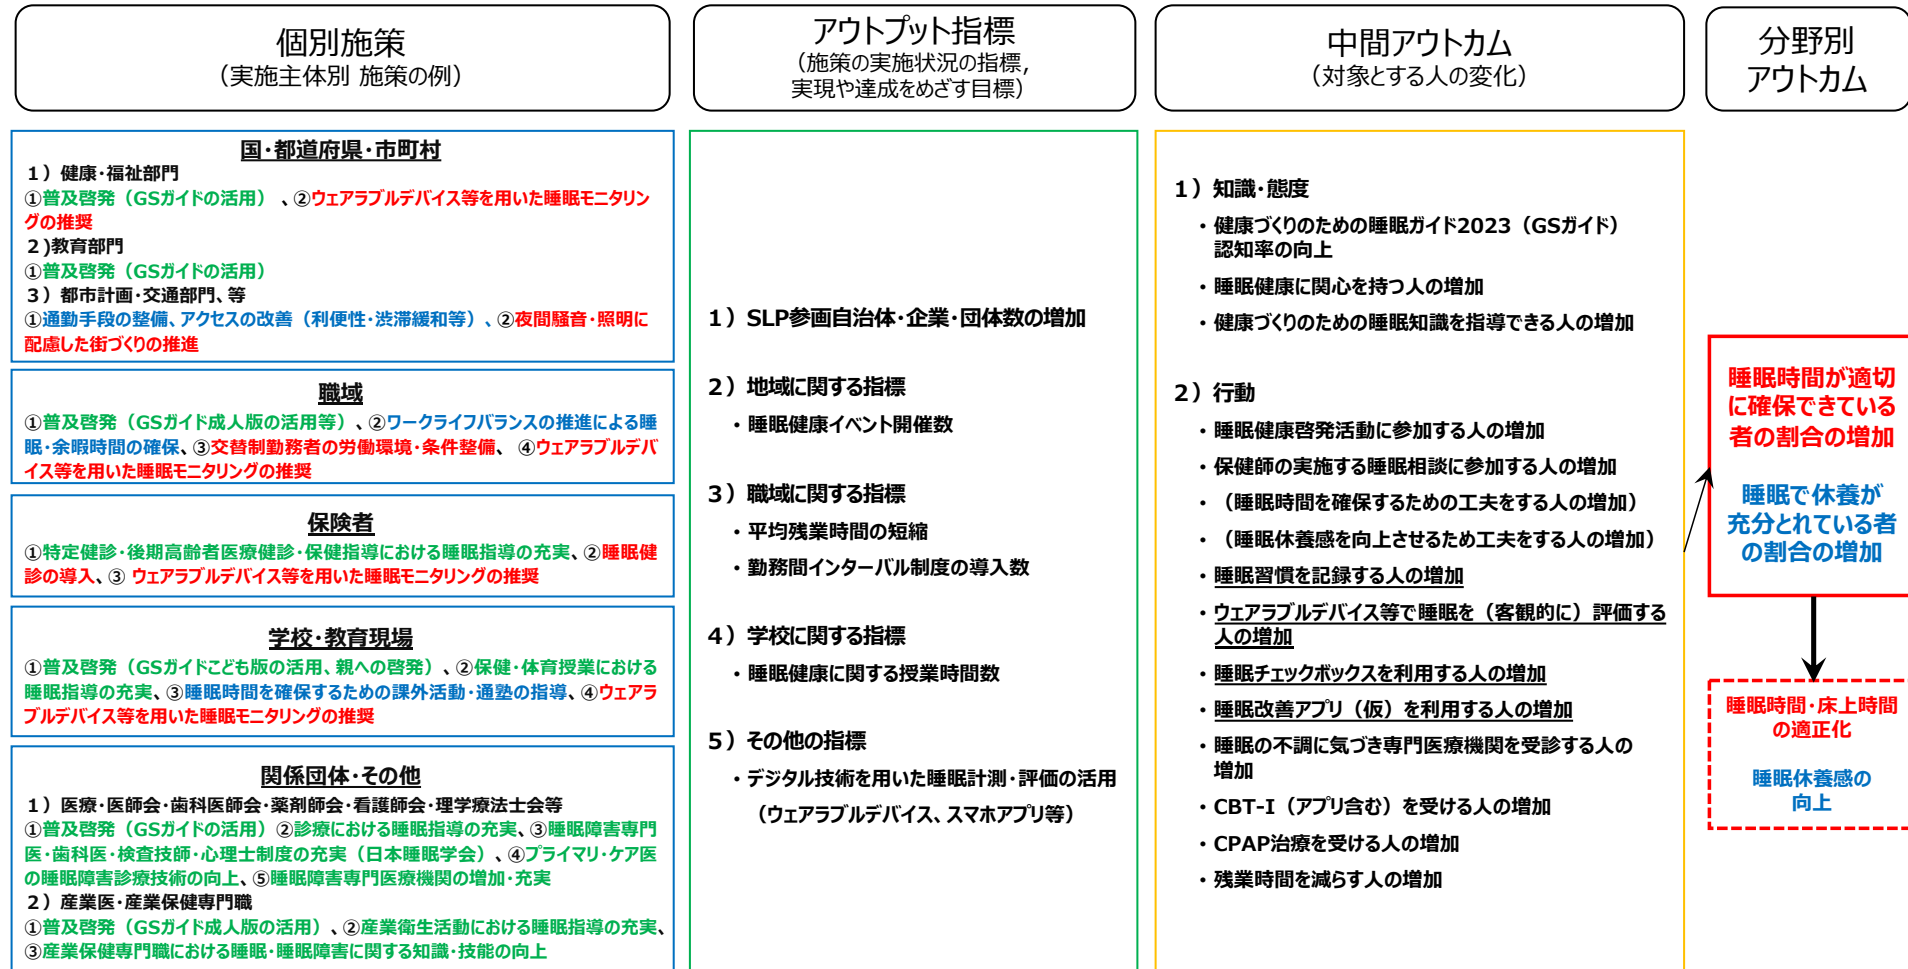 個別施策
（実施主体別 施策の例）
アウトプット指標
（施策の実施状況の指標,
実現や達成をめざす目標）
中間アウトカム
（対象とする人の変化）
分野別
アウトカム
国・都道府県・市町村
１）健康・福祉部門
①普及啓発（GSガイドの活用）、②ウェアラブルデバイス等を用いた睡眠モニタリン
グの推奨
２)教育部門
①普及啓発（GSガイドの活用）
３）都市計画・交通部門、等
①通勤手段の整備、アクセスの改善（利便性・渋滞緩和等）、②夜間騒音・照明に
配慮した街づくりの推進
職域
①普及啓発（GSガイド成人版の活用等）、②ワークライフバランスの推進による睡
眠・余暇時間の確保、③交替制勤務者の労働環境・条件整備、 ④ウェアラブルデバ
イス等を用いた睡眠モニタリングの推奨
保険者
①特定健診・後期高齢者医療健診・保健指導における睡眠指導の充実、②睡眠健
診の導入、③ ウェアラブルデバイス等を用いた睡眠モニタリングの推奨
学校・教育現場
①普及啓発（GSガイドこども版の活用、親への啓発）、②保健・体育授業における
睡眠指導の充実、③睡眠時間を確保するための課外活動・通塾の指導、④ウェアラ
ブルデバイス等を用いた睡眠モニタリングの推奨
関係団体・その他
１）医療・医師会・歯科医師会・薬剤師会・看護師会・理学療法士会等
①普及啓発（GSガイドの活用）②診療における睡眠指導の充実、③睡眠障害専門
医・歯科医・検査技師・心理士制度の充実（日本睡眠学会）、④プライマリ・ケア医
の睡眠障害診療技術の向上、⑤睡眠障害専門医療機関の増加・充実
２）産業医・産業保健専門職
①普及啓発（GSガイド成人版の活用）、②産業衛生活動における睡眠指導の充実、
③産業保健専門職における睡眠・睡眠障害に関する知識・技能の向上
１）SLP参画自治体・企業・団体数の増加
２）地域に関する指標
・睡眠健康イベント開催数
３）職域に関する指標
・平均残業時間の短縮
・勤務間インターバル制度の導入数
４）学校に関する指標
・睡眠健康に関する授業時間数
５）その他の指標
・デジタル技術を用いた睡眠計測・評価の活用
（ウェアラブルデバイス、スマホアプリ等）
１）知識・態度
・健康づくりのための睡眠ガイド2023（GSガイド）
認知率の向上
・睡眠健康に関心を持つ人の増加
・健康づくりのための睡眠知識を指導できる人の増加
２）行動
・睡眠健康啓発活動に参加する人の増加
・保健師の実施する睡眠相談に参加する人の増加
・（睡眠時間を確保するための工夫をする人の増加）
・（睡眠休養感を向上させるため工夫をする人の増加）
・睡眠習慣を記録する人の増加
・ウェアラブルデバイス等で睡眠を（客観的に）評価する
人の増加
・睡眠チェックボックスを利用する人の増加
・睡眠改善アプリ（仮）を利用する人の増加
・睡眠の不調に気づき専門医療機関を受診する人の
増加
・CBT-I（アプリ含む）を受ける人の増加
・CPAP治療を受ける人の増加
・残業時間を減らす人の増加
睡眠時間が適切
に確保できている
者の割合の増加
睡眠で休養が
充分とれている者
の割合の増加
睡眠時間・床上時間
の適正化
睡眠休養感の
向上